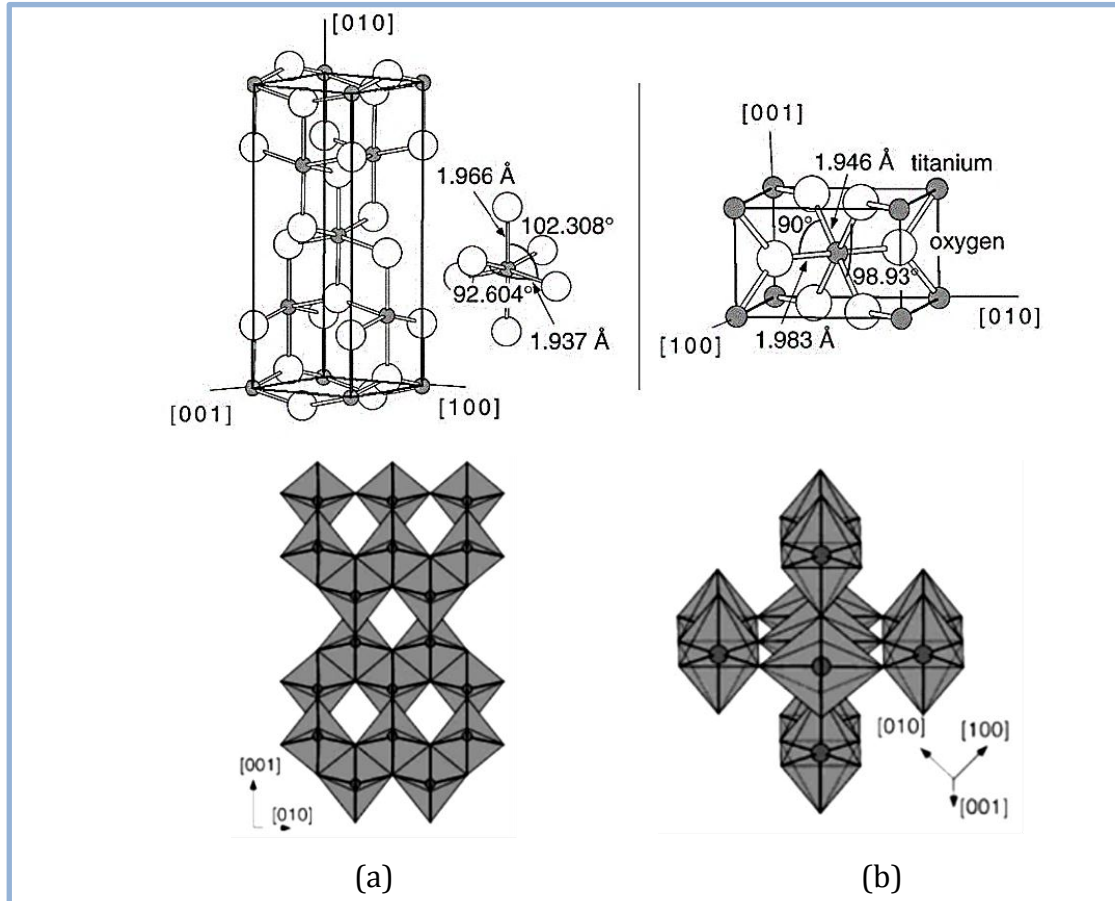 [010]
1.966 Å
102.308°
92.604°
1.937 Å
[001]
[100]
[001]
1.946 Å
titanium
90°
oxygen
98.93°
[010]
[100]
1.983 Å
[001]
[010]
[010]
[100]
[001]
(a)
(b)